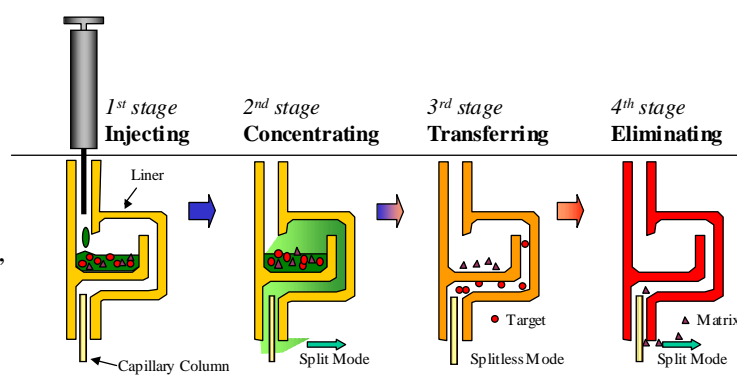 1st stage
Injecting
2nd stage
Concentrating
3rd stage
Transferring
4th stage
Eliminating
Liner
,
Target
Matrix
Capillary Column
Split Mode
Splitless Mode
Split Mode